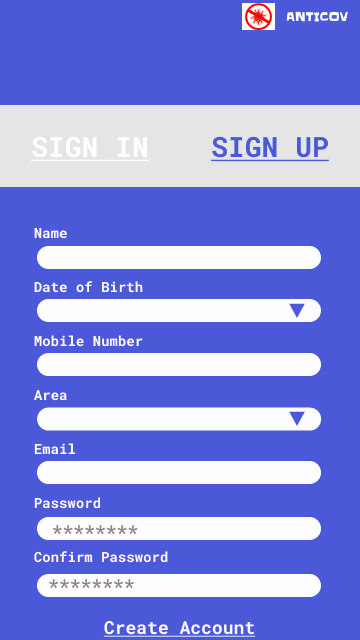 ANTICOV
SIGN IN SIGN UP
Name
Date of Birth
Mobile Number
Area
Email
Password
********
Confirm Password
********
Create Account